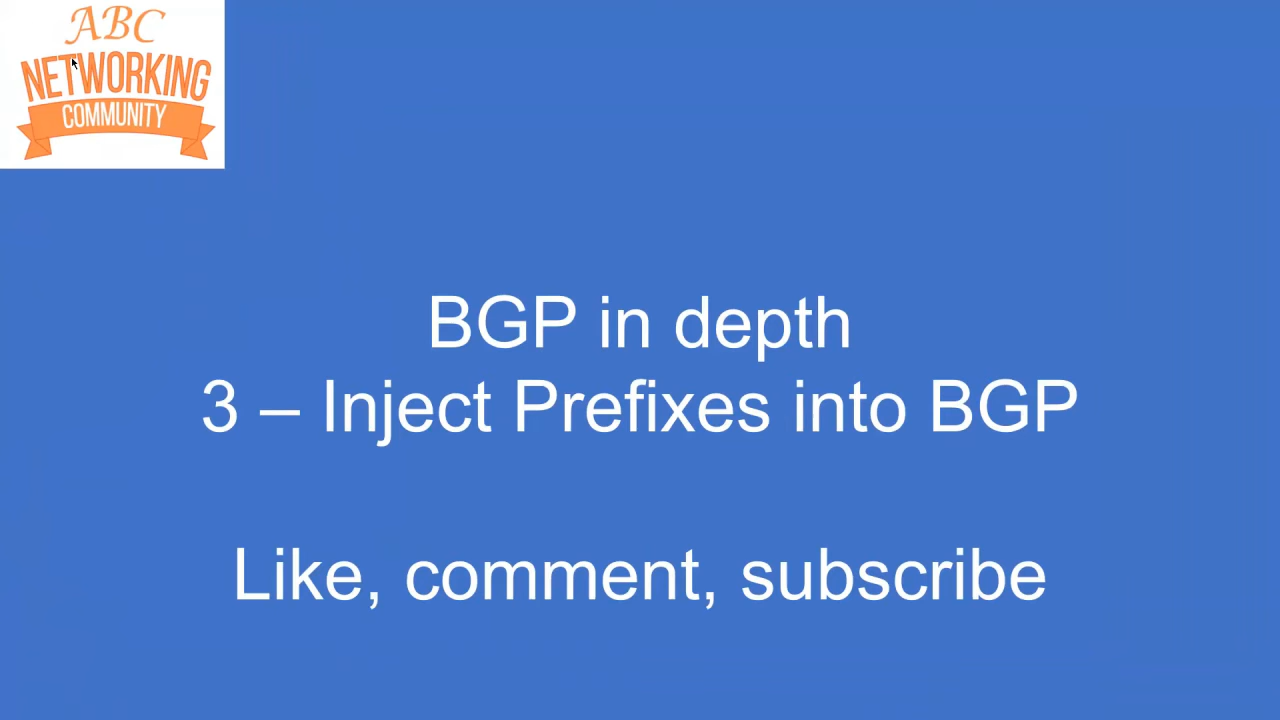 ABC
NETWORKING
COMMUNITY
BGP in depth
3 – Inject Prefixes into BGP
Like, comment, subscribe